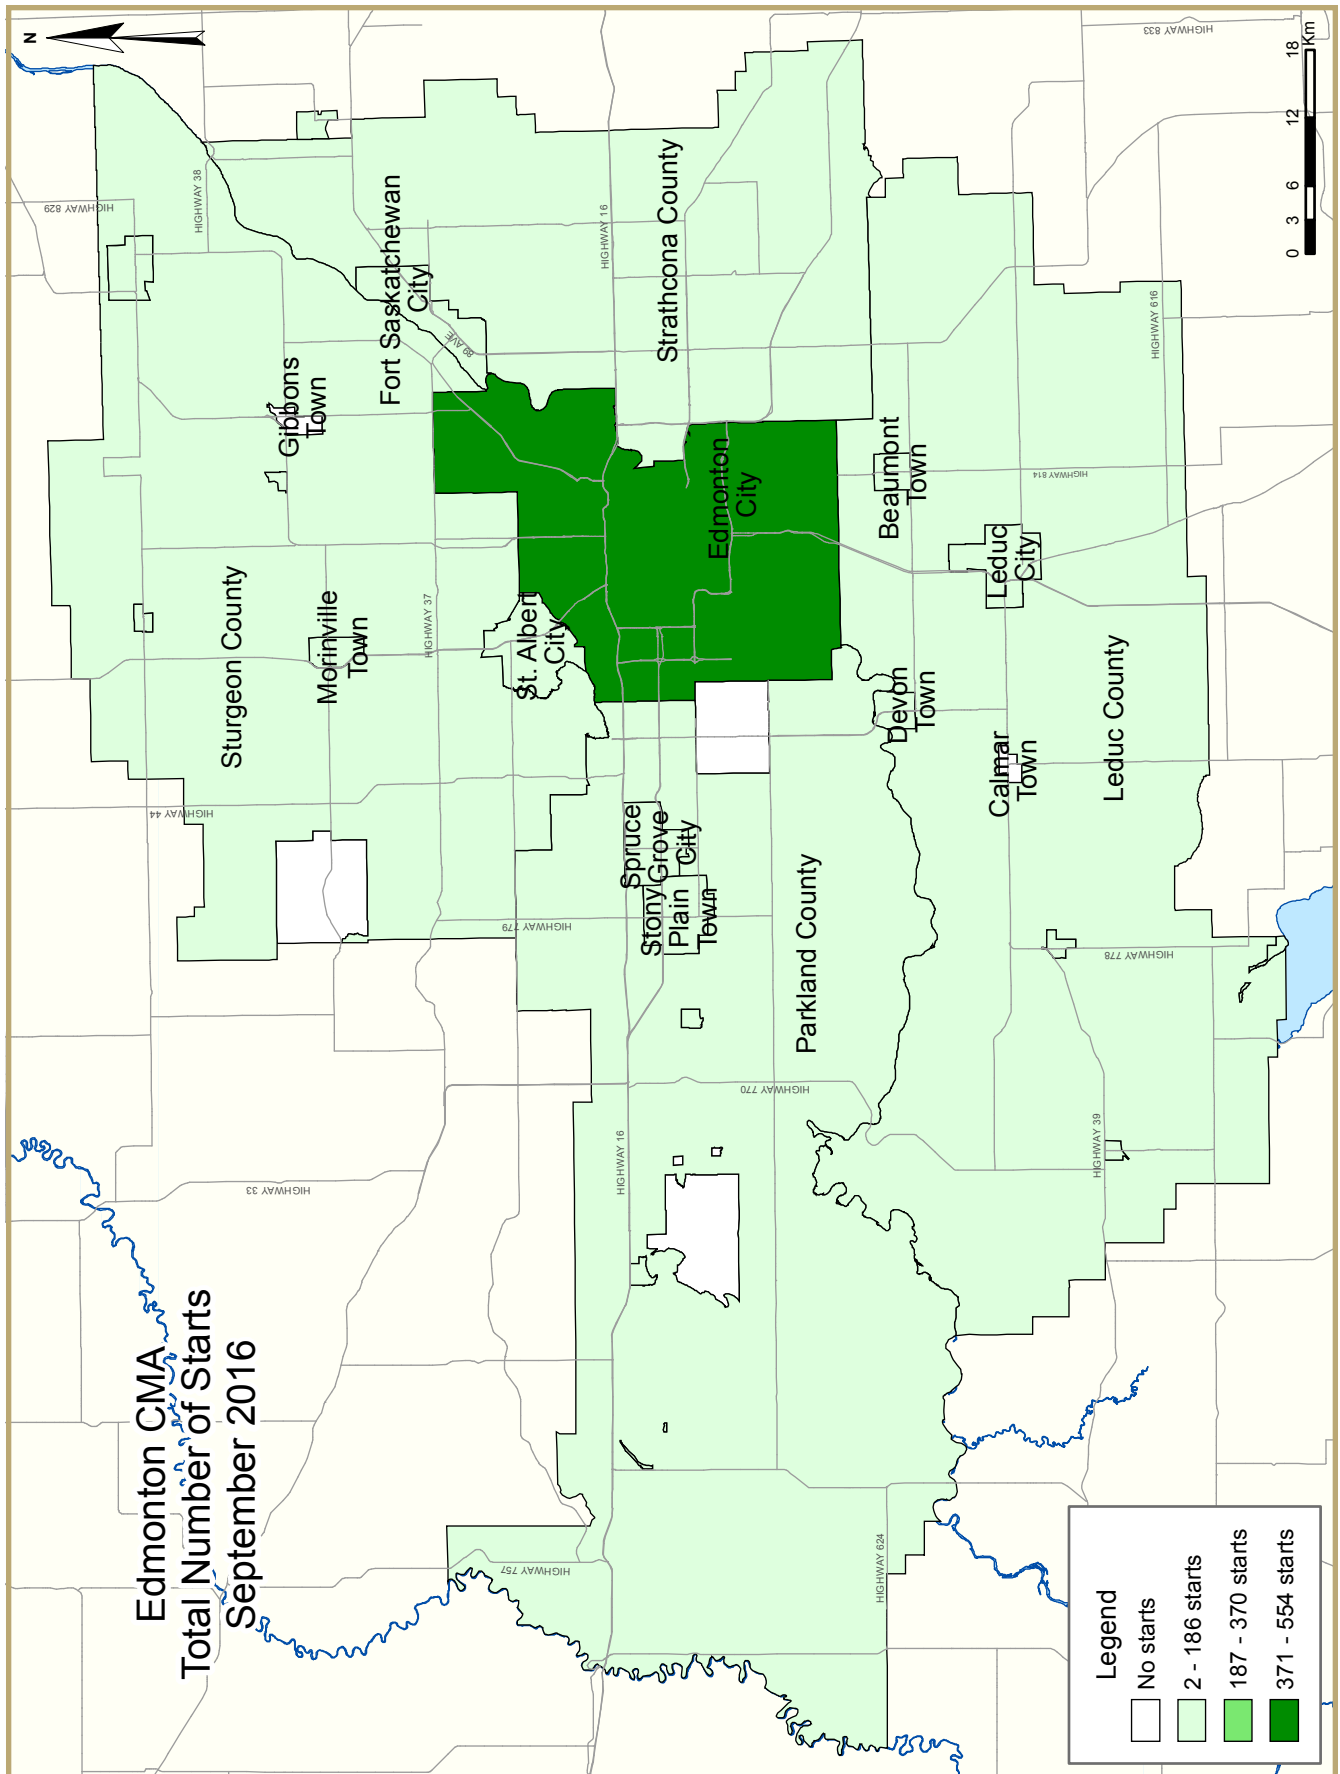 Edmonton CMA
Total Number of Starts
September 2016
N
HIGHWAY 829
HIGHWAY 38
HIGHWAY 44
HIGHWAY 33
Sturgeon County
Gibbons
Town
Morinville
Town
Fort Saskatchewan
City
HIGHWAY 37
89 AVE
St. Albert
City
HIGHWAY 779
HIGHWAY 757
HIGHWAY 16
HIGHWAY 16
Strathcona County
Spruce
Grove
City
Stony
Plain
Town
Edmonton
City
HIGHWAY 770
Parkland County
HIGHWAY 624
Beaumont
Town
Devon
Town
Leduc
City
Calmar
Town
HIGHWAY 814
Leduc County
HIGHWAY 39
HIGHWAY 778
HIGHWAY 616
HIGHWAY 833
Legend
No starts
2 - 186 starts
187 - 370 starts
371 - 554 starts
0 3 6 12 18
Km